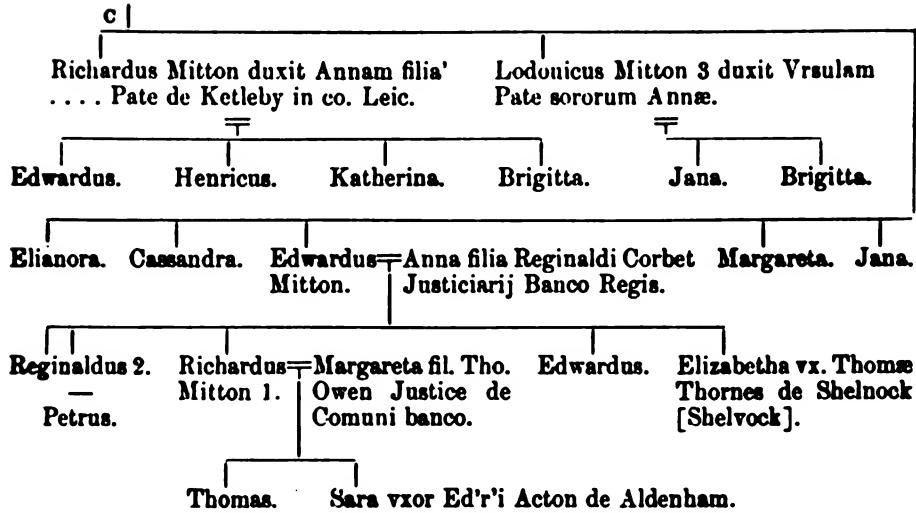 C
Richardus Mitton duxit Annam filia'
.... Pate de Ketleby in co. Leic.
Lodouicus Mitton 3 duxit Vrsulam
Pate sororum Annæ.
Edwardus. Henricus. Katherina. Brigitta. Jana. Brigitta.
Elianora. Cassandra. Edwardus Mitton. Anna filia Reginaldi Corbet Justiciarij Banco Regis. Margareta. Jana.
Reginaldus 2.
—
Petrus.
Richardus
Mitton 1.
Margareta fil. Tho.
Owen Justice de
Comuni banco.
Edwardus.
Elizabetha vx. Thomæ
Thornes de Shelnock
[Shelvock].
Thomas. Sara vxor Ed'r'i Acton de Aldenham.